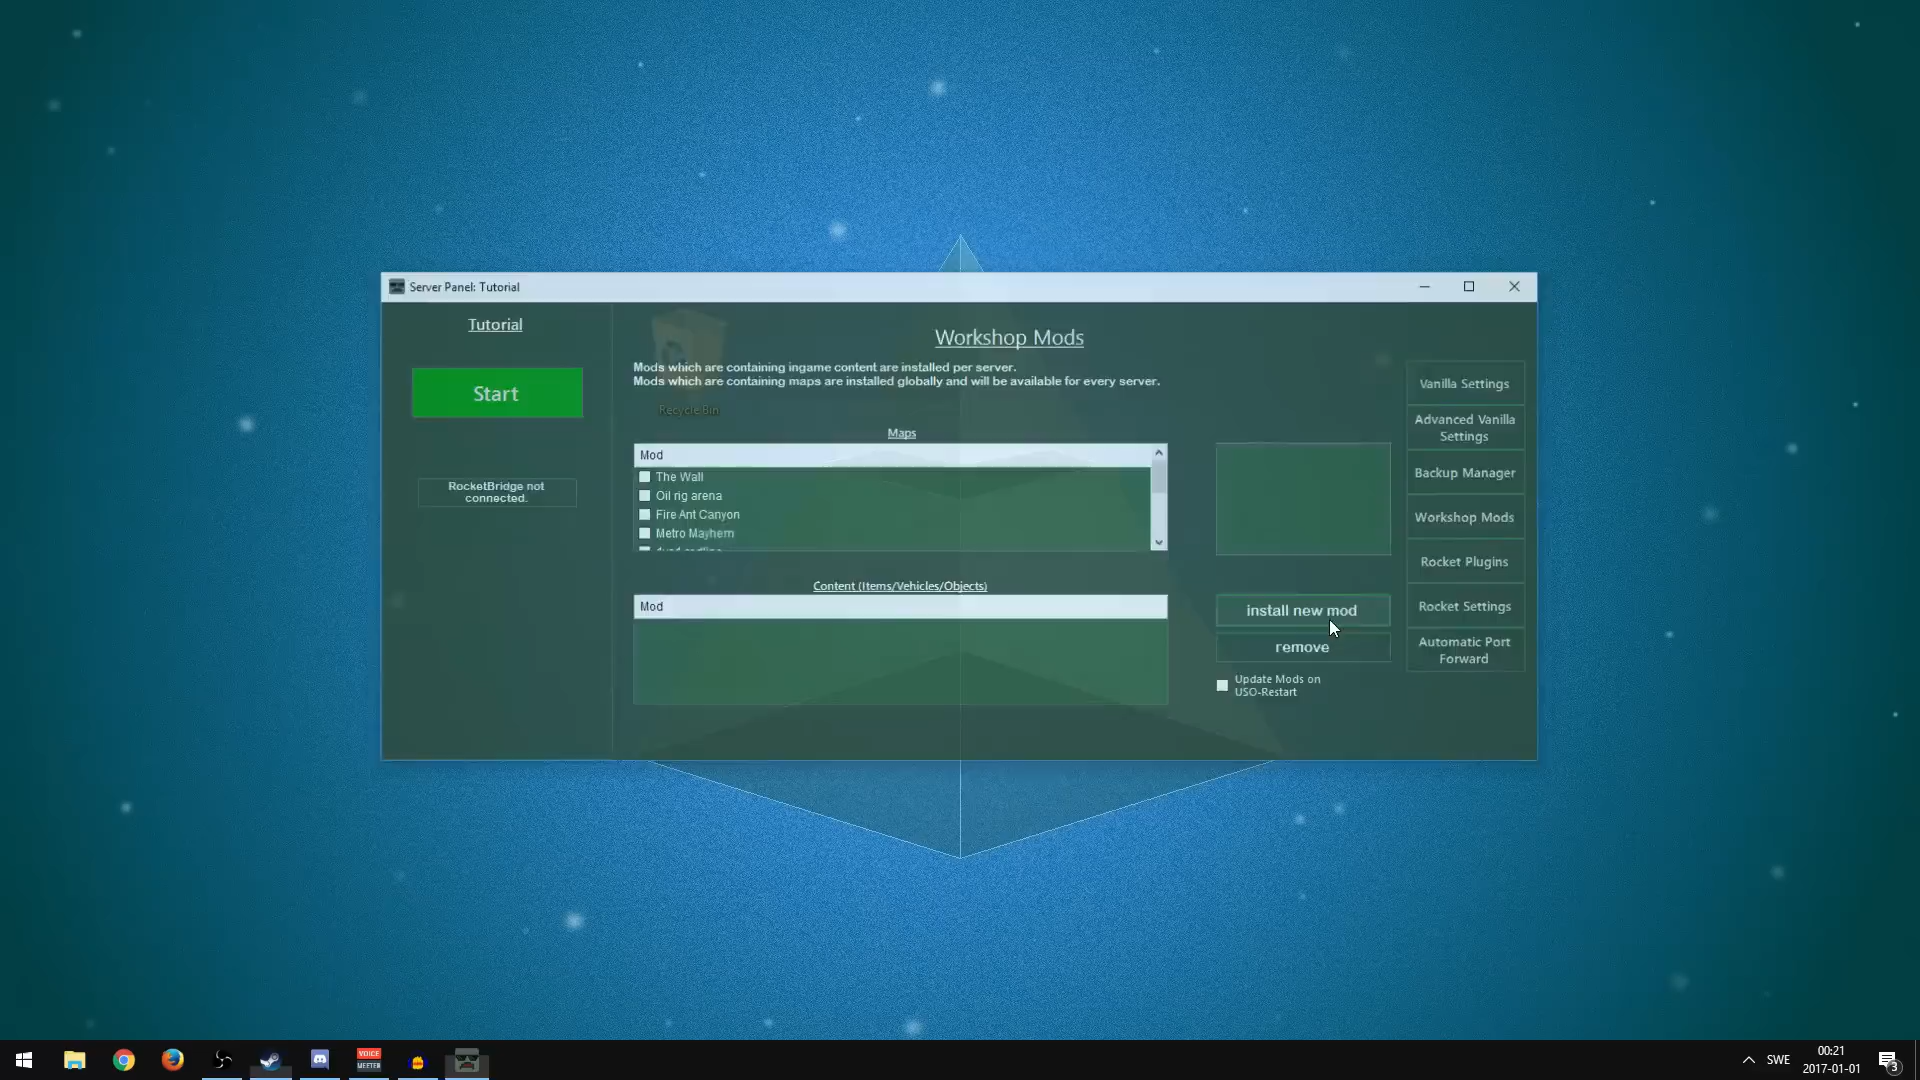 Server Panel: Tutorial
Tutorial
Start
RocketBridge not
connected.
Workshop Mods
Mods which are containing ingame content are installed per server.
Mods which are containing maps are installed globally and will be available for every server.
Recycle Bin
Maps
Mod
The Wall
Oil rig arena
Fire Ant Canyon
Metro Mayhem
Content (Items/Vehicles/Objects)
Mod
install new mod
remove
Update Mods on
USO-Restart
Vanilla Settings
Advanced Vanilla
Settings
Backup Manager
Workshop Mods
Rocket Plugins
Rocket Settings
Automatic Port
Forward
VOICE
MEETER
SWE
00:21
2017-01-01
3